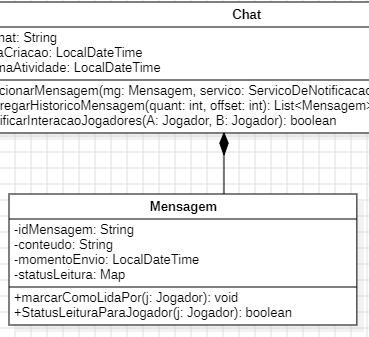 Chat
hat: String
aCriacao: LocalDateTime
maAtividade: LocalDateTime
cionarMensagem(mg: Mensagem, servico: ServicoDeNotificacao
regarHistoricoMensagem(quant: int, offset: int): List<Mensagem>
ificarInteracaoJogadores(A: Jogador, B: Jogador): boolean
Mensagem
-idMensagem: String
-conteudo: String
-momentoEnvio: LocalDateTime
-statusLeitura: Map
+marcarComoLidaPor(j: Jogador): void
+StatusLeituraParaJogador(j: Jogador): boolean